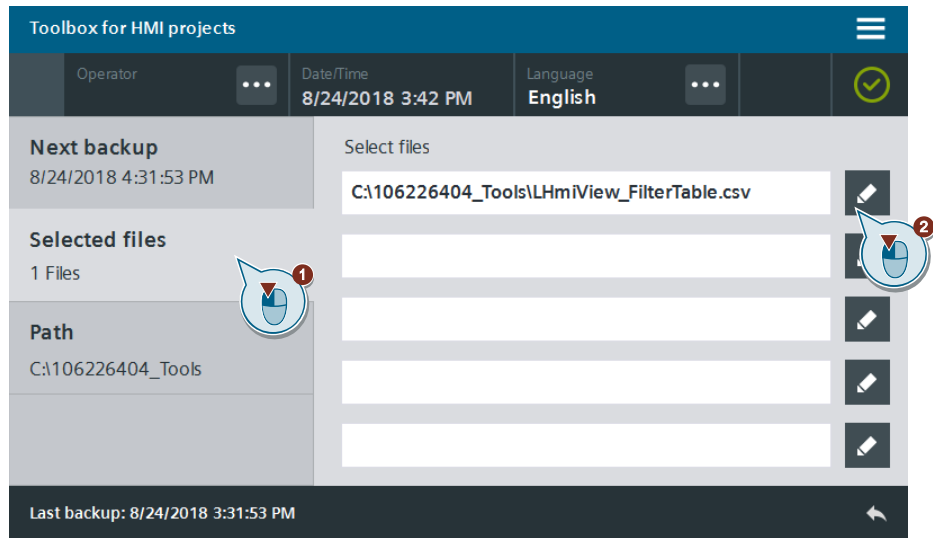 Toolbox for HMI projects
Operator
Date/Time
8/24/2018 3:42 PM
Language
English
Next backup
8/24/2018 4:31:53 PM
Selected files
1 Files
Path
C:\106226404_Tools
Select files
C:\106226404_Tools\LHmiView_FilterTable.csv
1
2
Last backup: 8/24/2018 3:31:53 PM